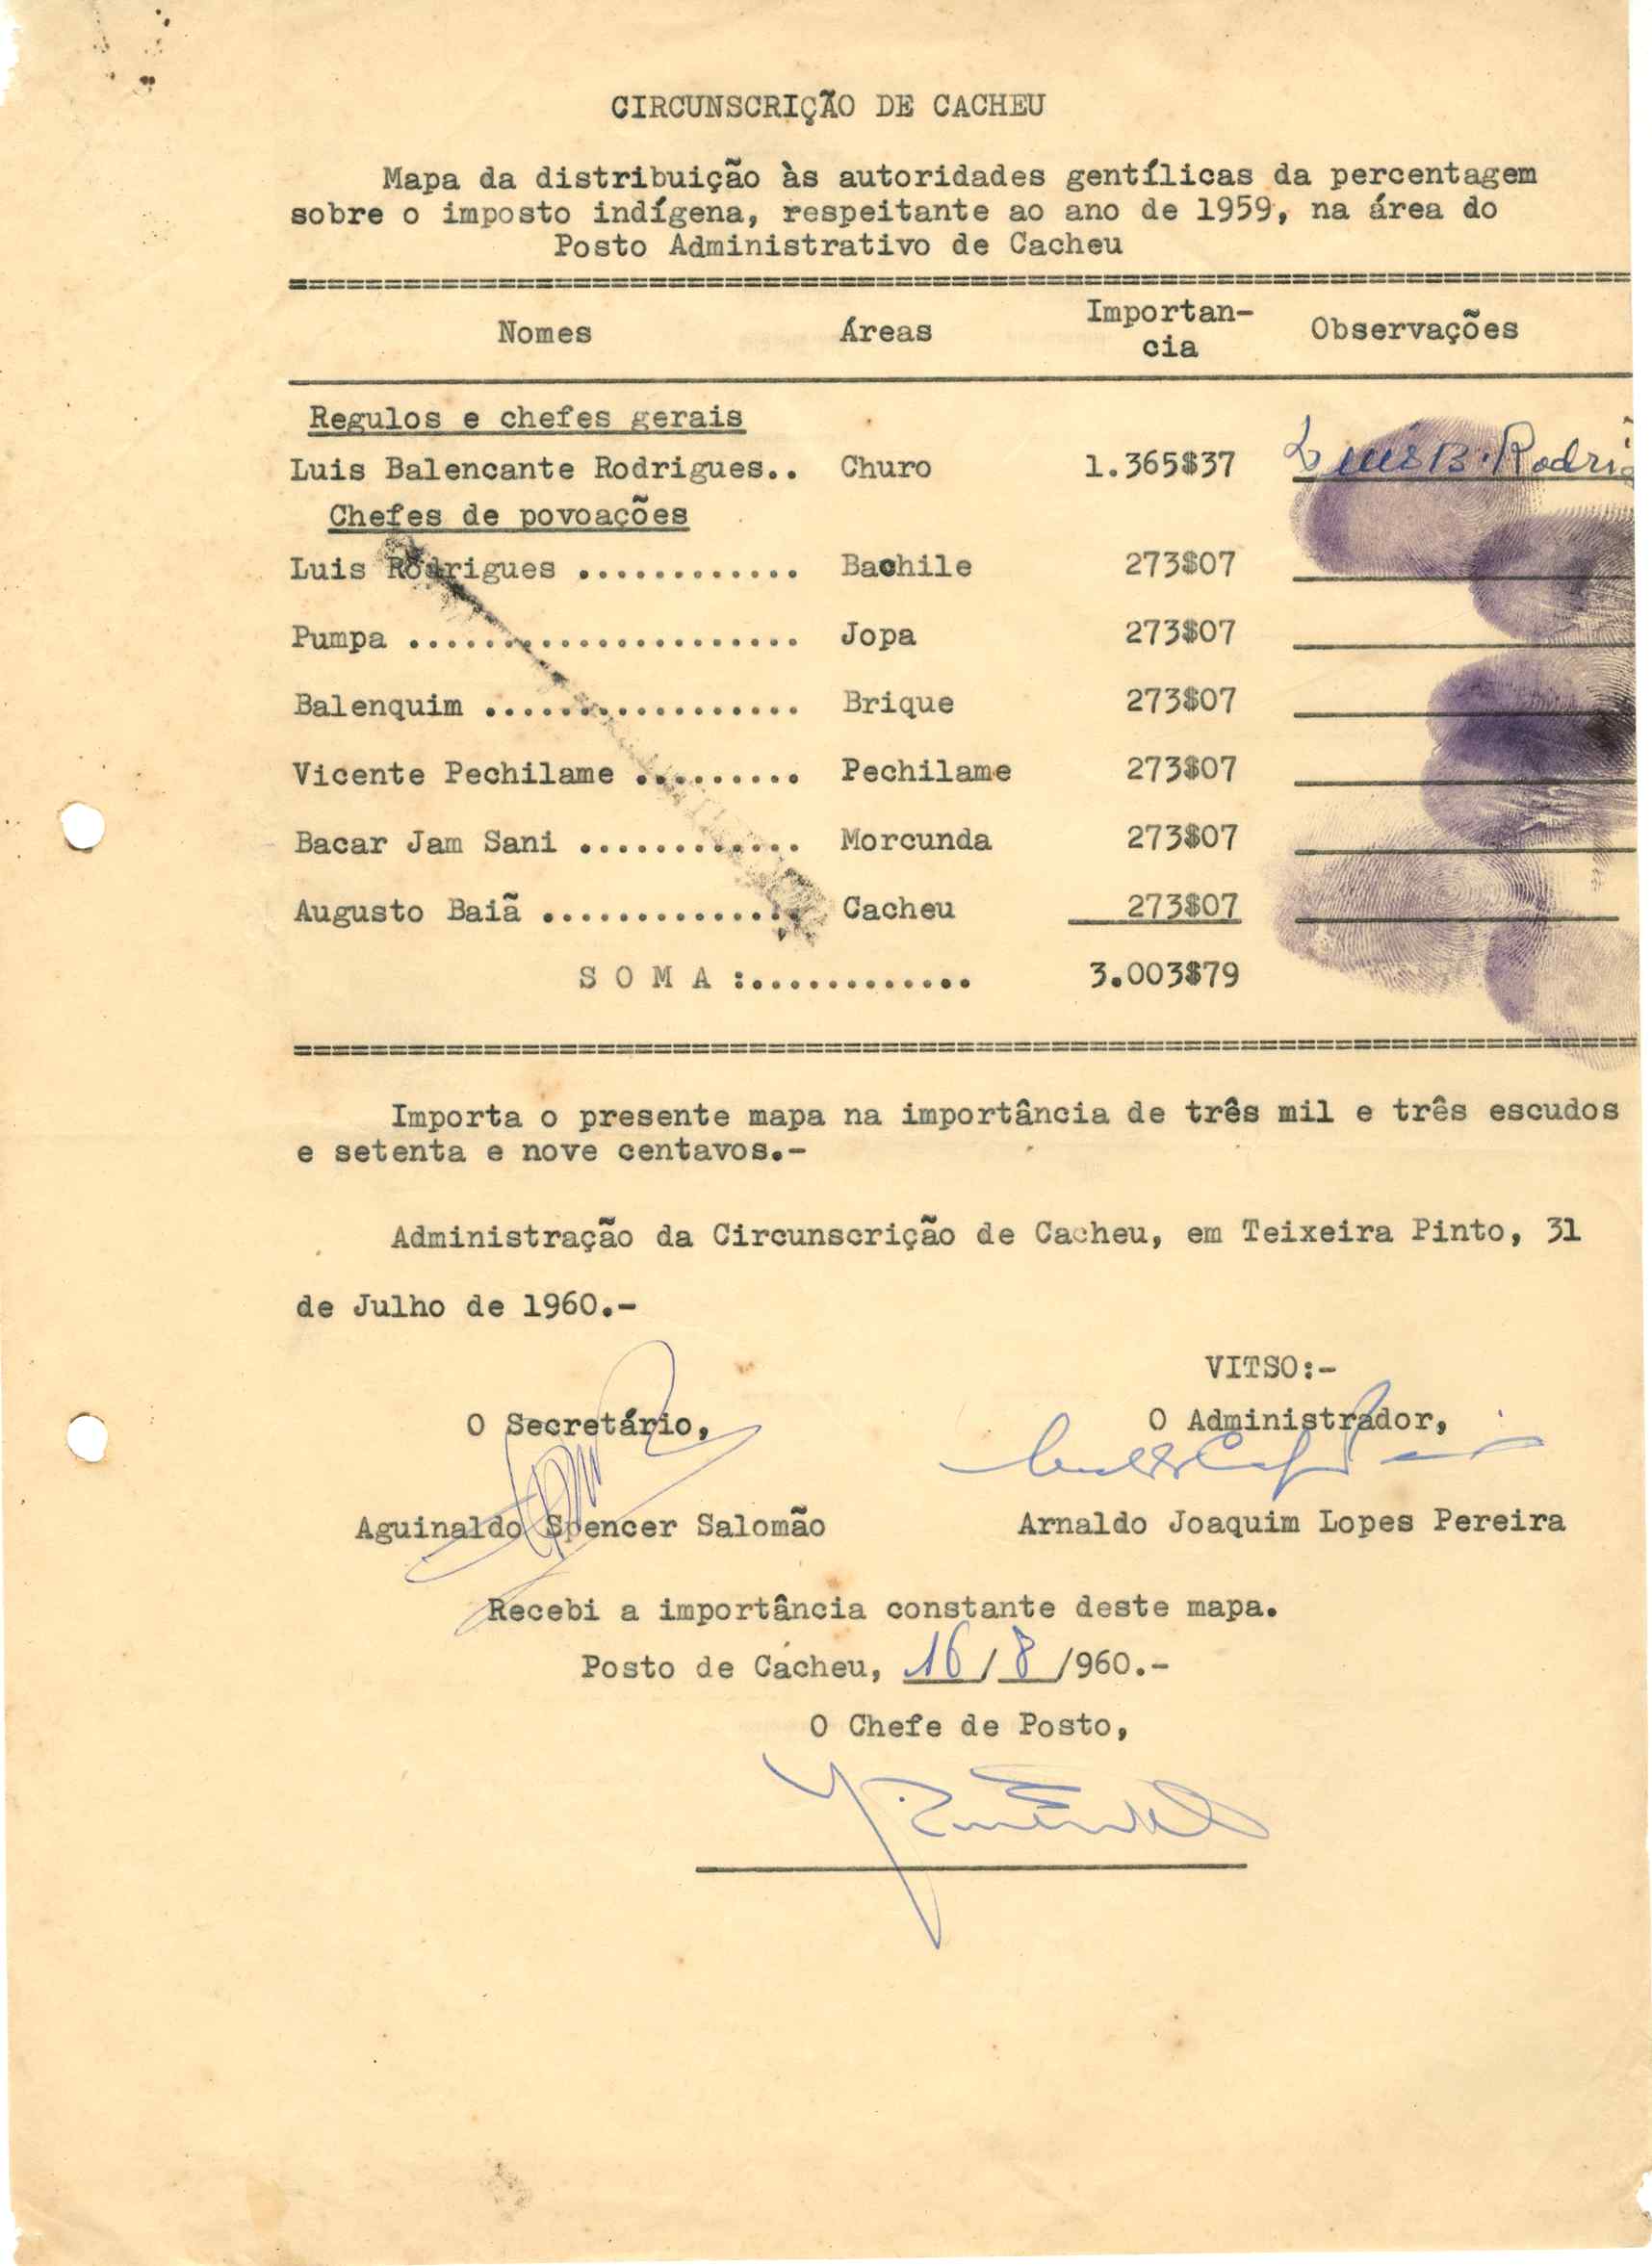 CIRCUNSCRIÇÃO DE CACHEU
Mapa da distribuição às autoridades gentílicas da percentagem
sobre o imposto indígena, respeitante ao ano de 1959, na área do
Posto Administrativo de Cacheu
Nomes Áreas Importan-cia Observações
Regulos e chefes gerais
Luis Balencante Rodrigues.. Churo 1.365$37 Luis B. Rodrig
Chefes de povoações
Luis Rodrigues ............ Bachile 273$07
Pumpa ..................... Jopa 273$07
Balenquim ................. Brique 273$07
Vicente Pechilame ......... Pechilame 273$07
Bacar Jam Sani ............ Morcunda 273$07
Augusto Baiã .............. Cacheu 273$07
S O M A :............. 3.003$79
Importa o presente mapa na importância de três mil e três escudos
e setenta e nove centavos.-
Administração da Circunscrição de Cacheu, em Teixeira Pinto, 31
de Julho de 1960.-
VITSO:-
O Secretário, O Administrador,
Aguinaldo Spencer Salomão Arnaldo Joaquim Lopes Pereira
Recebi a importância constante deste mapa.
Posto de Cacheu, 16/8/960.-
O Chefe de Posto,